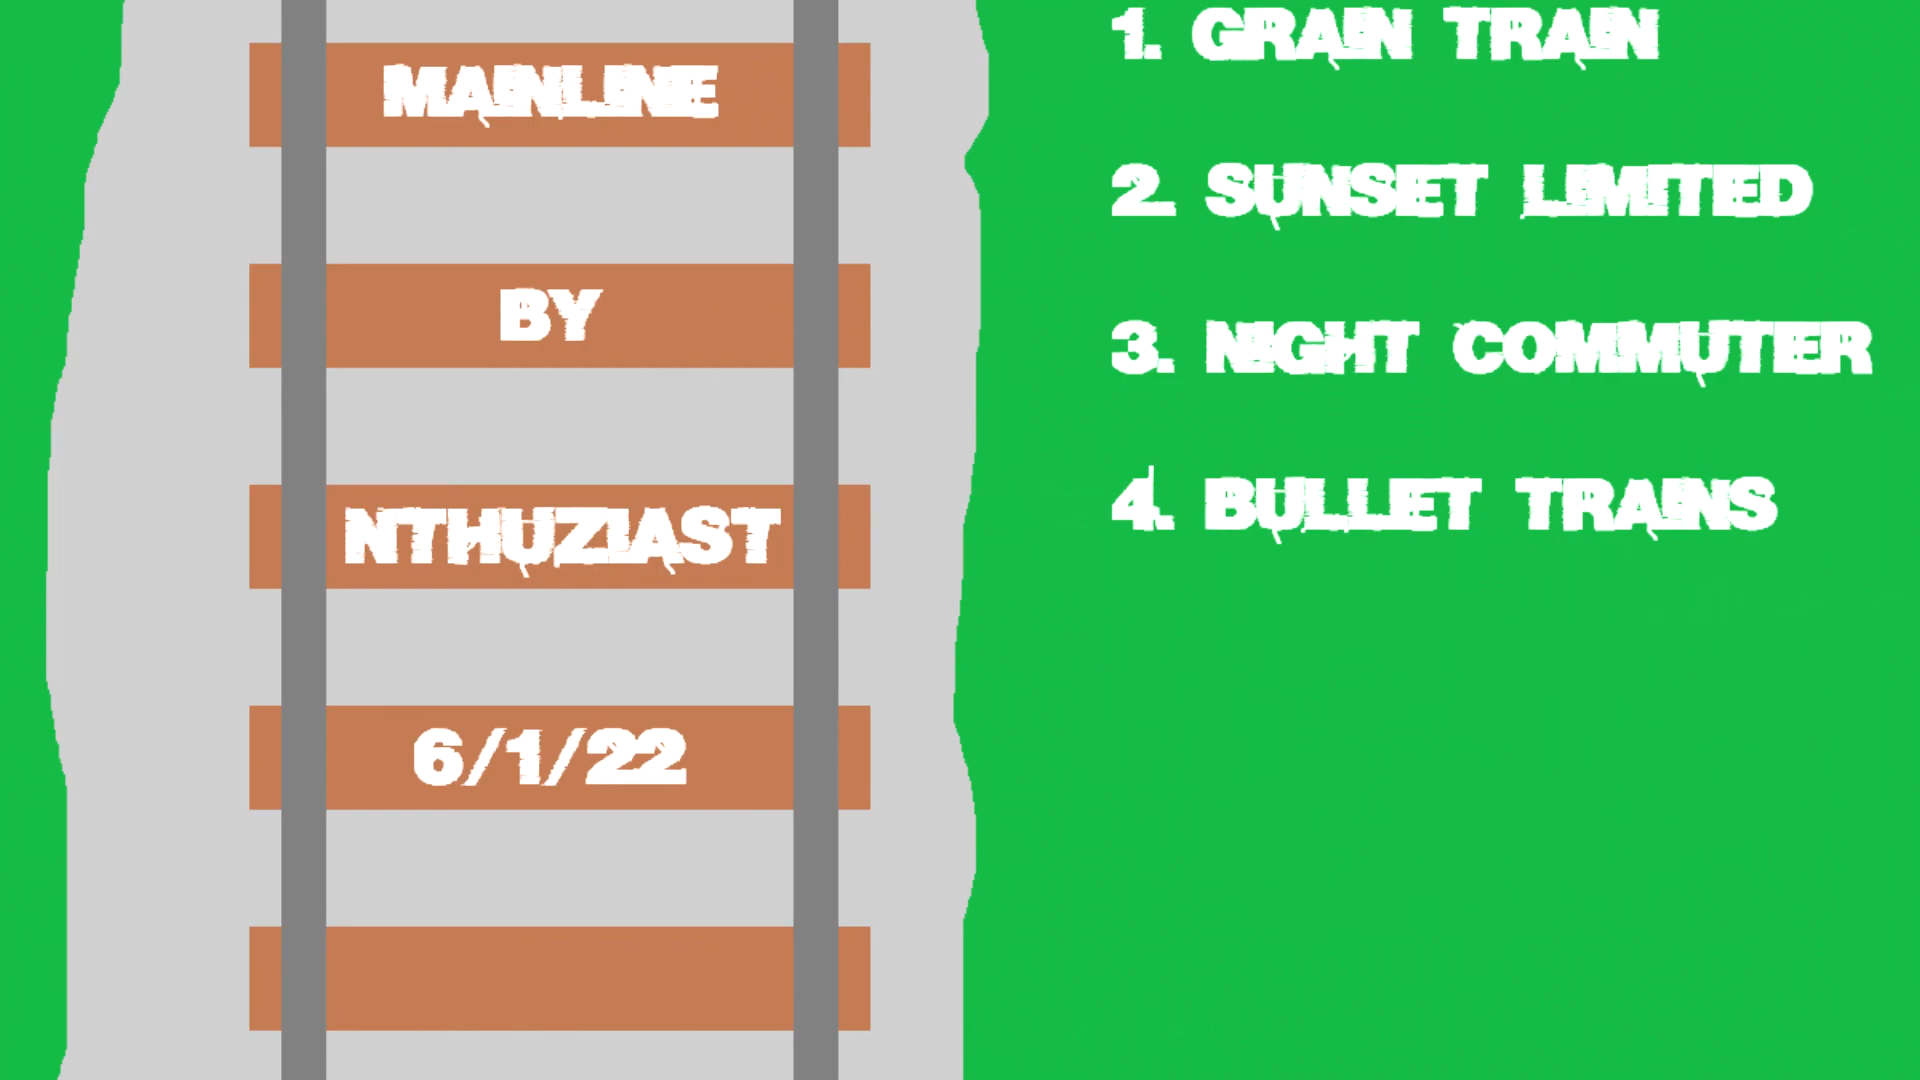 MAINLINE
BY
NTHUZIAST
6/1/22
1. GRAIN TRAIN
2. SUNSET LIMITED
3. NIGHT COMMUTER
4. BULLET TRAINS